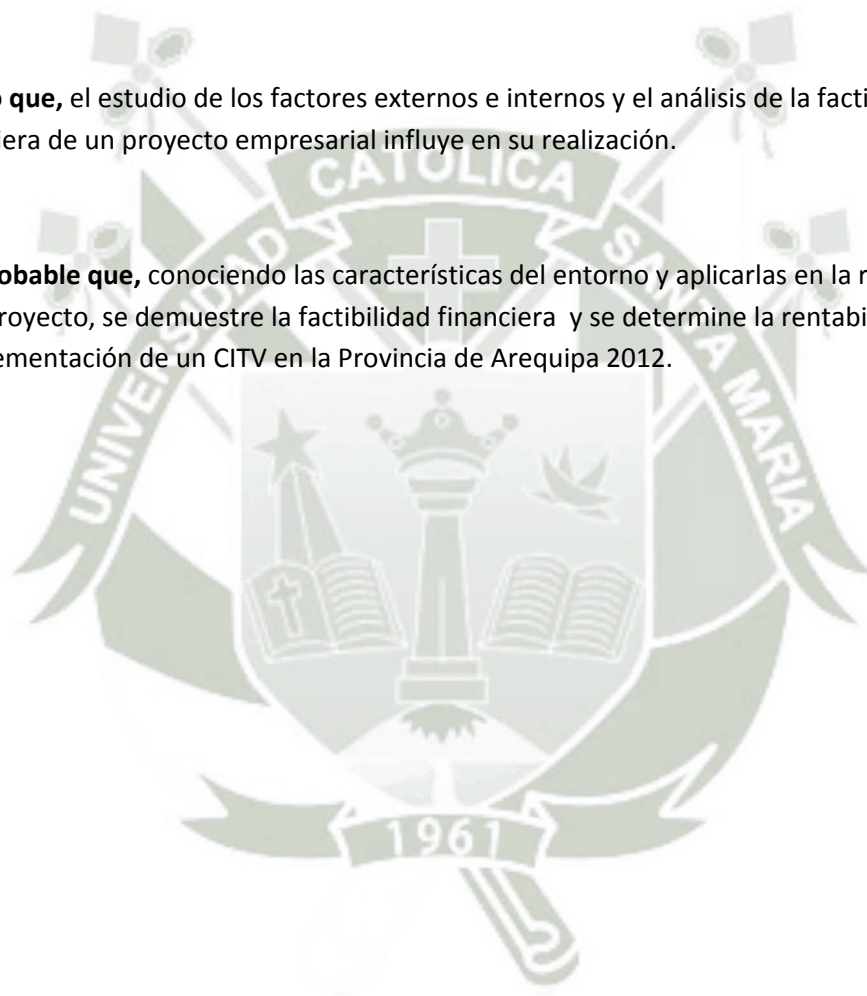 o que, el estudio de los factores externos e internos y el análisis de la facti
iera de un proyecto empresarial influye en su realización.
obable que, conociendo las características del entorno y aplicarlas en la r
royecto, se demuestre la factibilidad financiera y se determine la rentabi
ementación de un CITV en la Provincia de Arequipa 2012.
UNIVERSIDAD CATOLICA SANTA MARIA
1961